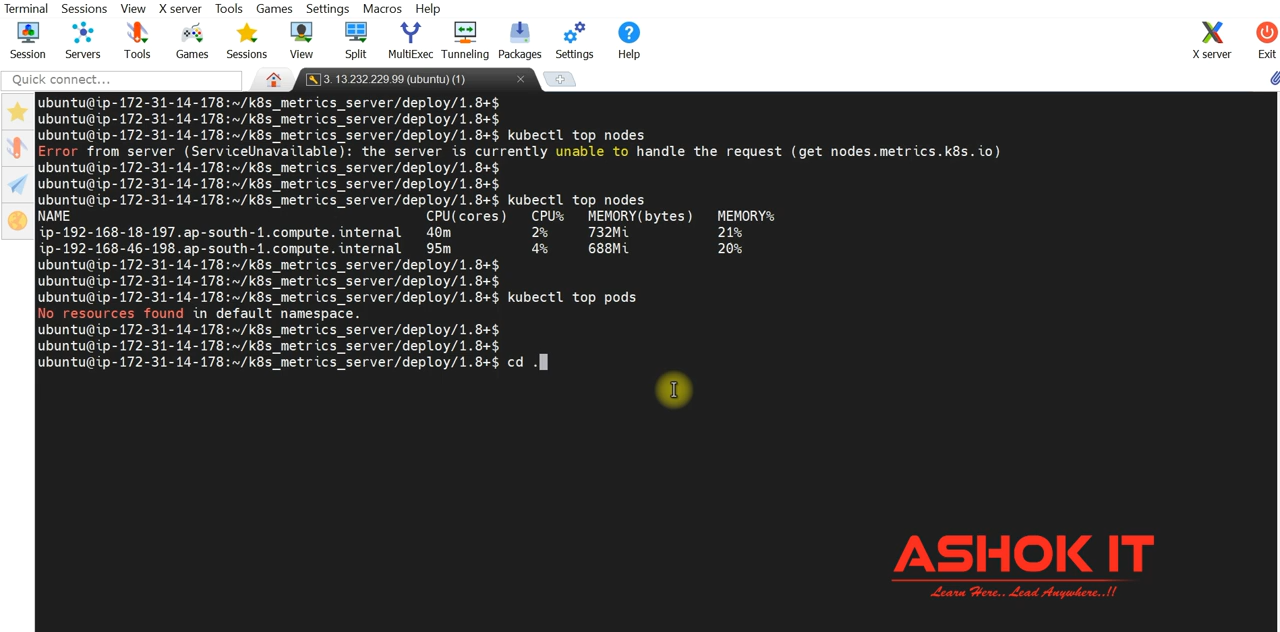 Terminal Sessions View X server Tools Games Settings Macros Help
Session Servers Tools Games Sessions View Split MultiExec Tunneling Packages Settings Help X server Exit
Quick connect... 3. 13.232.229.99 (ubuntu) (1)
ubuntu@ip-172-31-14-178:~/k8s_metrics_server/deploy/1.8+$
ubuntu@ip-172-31-14-178:~/k8s_metrics_server/deploy/1.8+$
ubuntu@ip-172-31-14-178:~/k8s_metrics_server/deploy/1.8+$ kubectl top nodes
Error from server (ServiceUnavailable): the server is currently unable to handle the request (get nodes.metrics.k8s.io)
ubuntu@ip-172-31-14-178:~/k8s_metrics_server/deploy/1.8+$
ubuntu@ip-172-31-14-178:~/k8s_metrics_server/deploy/1.8+$
ubuntu@ip-172-31-14-178:~/k8s_metrics_server/deploy/1.8+$ kubectl top nodes
NAME CPU(cores) CPU% MEMORY(bytes) MEMORY%
ip-192-168-18-197.ap-south-1.compute.internal 40m 2% 732Mi 21%
ip-192-168-46-198.ap-south-1.compute.internal 95m 4% 688Mi 20%
ubuntu@ip-172-31-14-178:~/k8s_metrics_server/deploy/1.8+$
ubuntu@ip-172-31-14-178:~/k8s_metrics_server/deploy/1.8+$
ubuntu@ip-172-31-14-178:~/k8s_metrics_server/deploy/1.8+$ kubectl top pods
No resources found in default namespace.
ubuntu@ip-172-31-14-178:~/k8s_metrics_server/deploy/1.8+$
ubuntu@ip-172-31-14-178:~/k8s_metrics_server/deploy/1.8+$
ubuntu@ip-172-31-14-178:~/k8s_metrics_server/deploy/1.8+$ cd .
ASHOK IT
Learn Here.. Lead Anywhere..!!